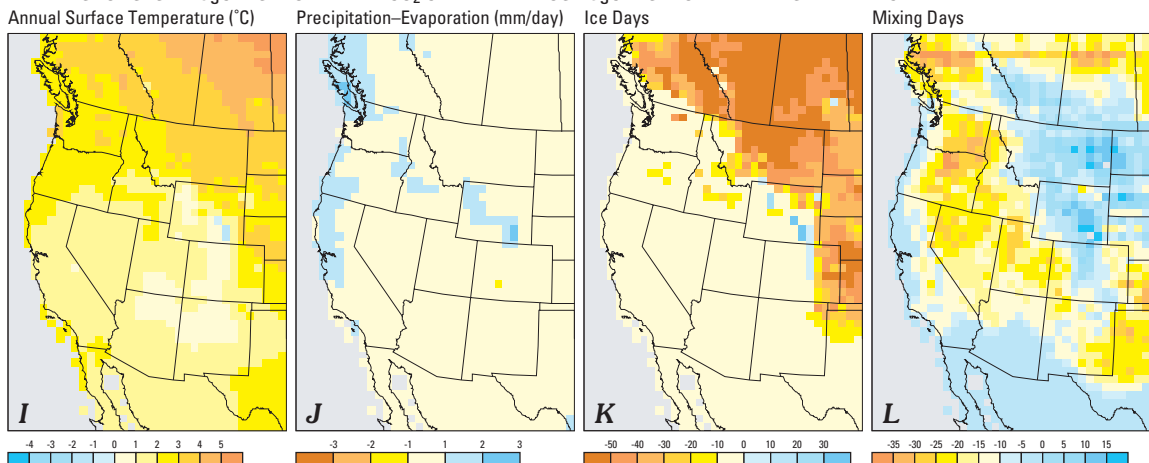 Annual Surface Temperature (˚C)
Precipitation–Evaporation (mm/day)
Ice Days
Mixing Days
I
J
K
L
-4 -3 -2 -1 0 1 2 3 4 5
-3 -2 -1 1 2 3
-50 -40 -30 -20 -10 0 10 20 30
-35 -30 -25 -20 -15 -10 -5 0 5 10 15